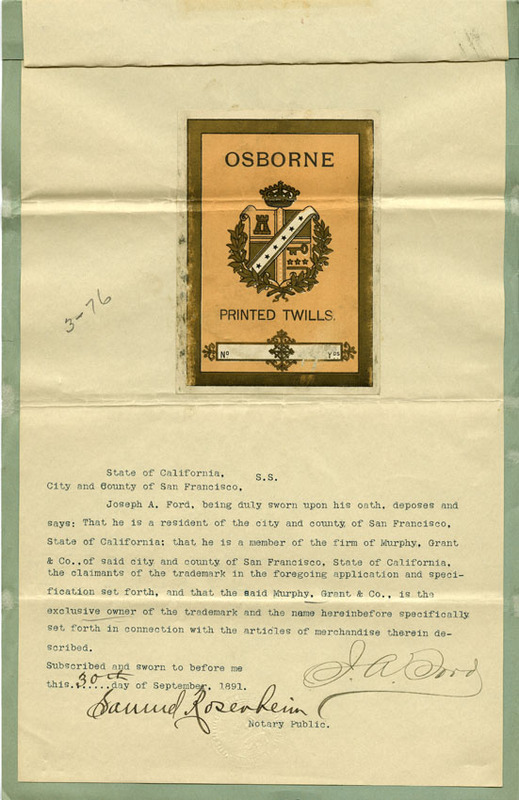 OSBORNE
PRINTED TWILLS.
No Yds
3-76
State of California,
S.S.
City and County of San Francisco,
Joseph A. Ford, being duly sworn upon his oath, deposes and
says: That he is a resident of the city and county of San Francisco,
State of California; that he is a member of the firm of Murphy, Grant
& Co., of said city and county of San Francisco, State of California,
the claimants of the trademark in the foregoing application and speci-
fication set forth, and that the said Murphy, Grant & Co., is the
exclusive owner of the trademark and the name hereinbefore specifically
set forth in connection with the articles of merchandise therein de-
scribed.
Subscribed and sworn to before me
this 30th day of September, 1891.
J. A. Ford
Samuel Rosenheim
Notary Public.